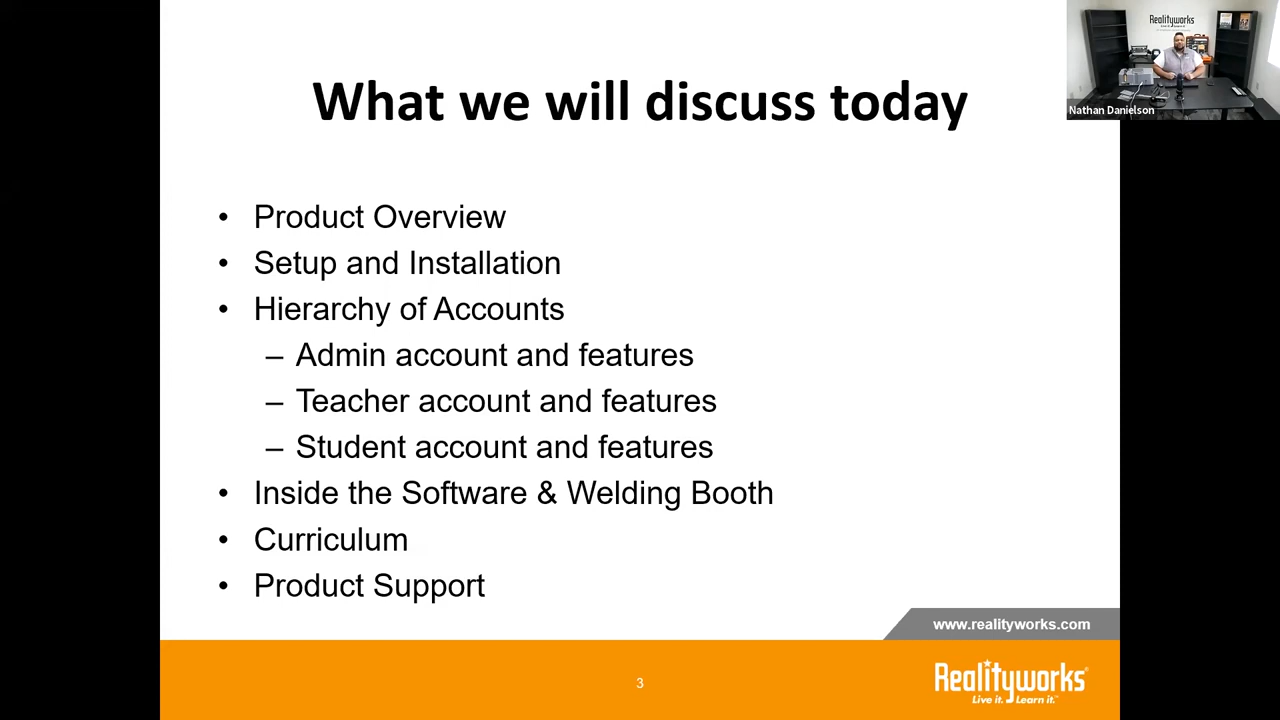 What we will discuss today
Realityworks
Nathan Danielson
• Product Overview
• Setup and Installation
• Hierarchy of Accounts
– Admin account and features
– Teacher account and features
– Student account and features
• Inside the Software & Welding Booth
• Curriculum
• Product Support
www.realityworks.com
3
Realityworks®
Live it. Learn it.™